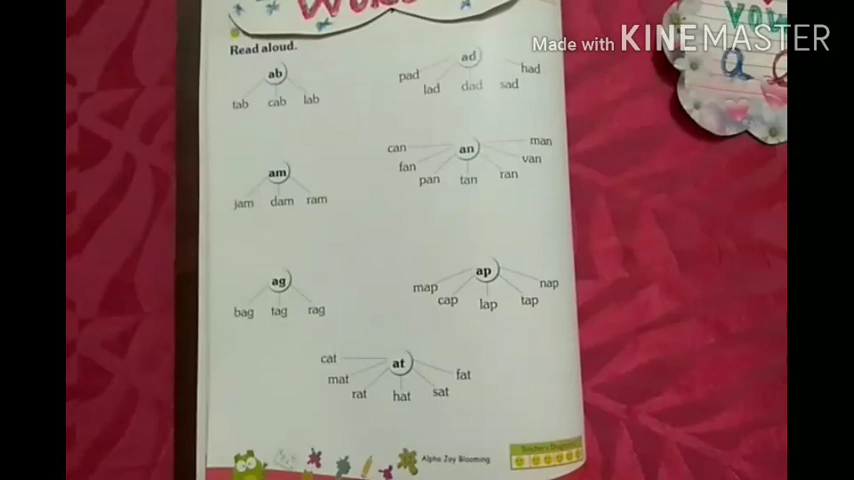 Made with KINEMASTER
Read aloud.
ab
tab cab lab
ad
pad lad dad sad had
am
jam dam ram
an
can fan pan tan ran van man
ag
bag tag rag
ap
map cap lap tap nap
at
cat mat rat hat sat fat
Alpha Joy Blooming